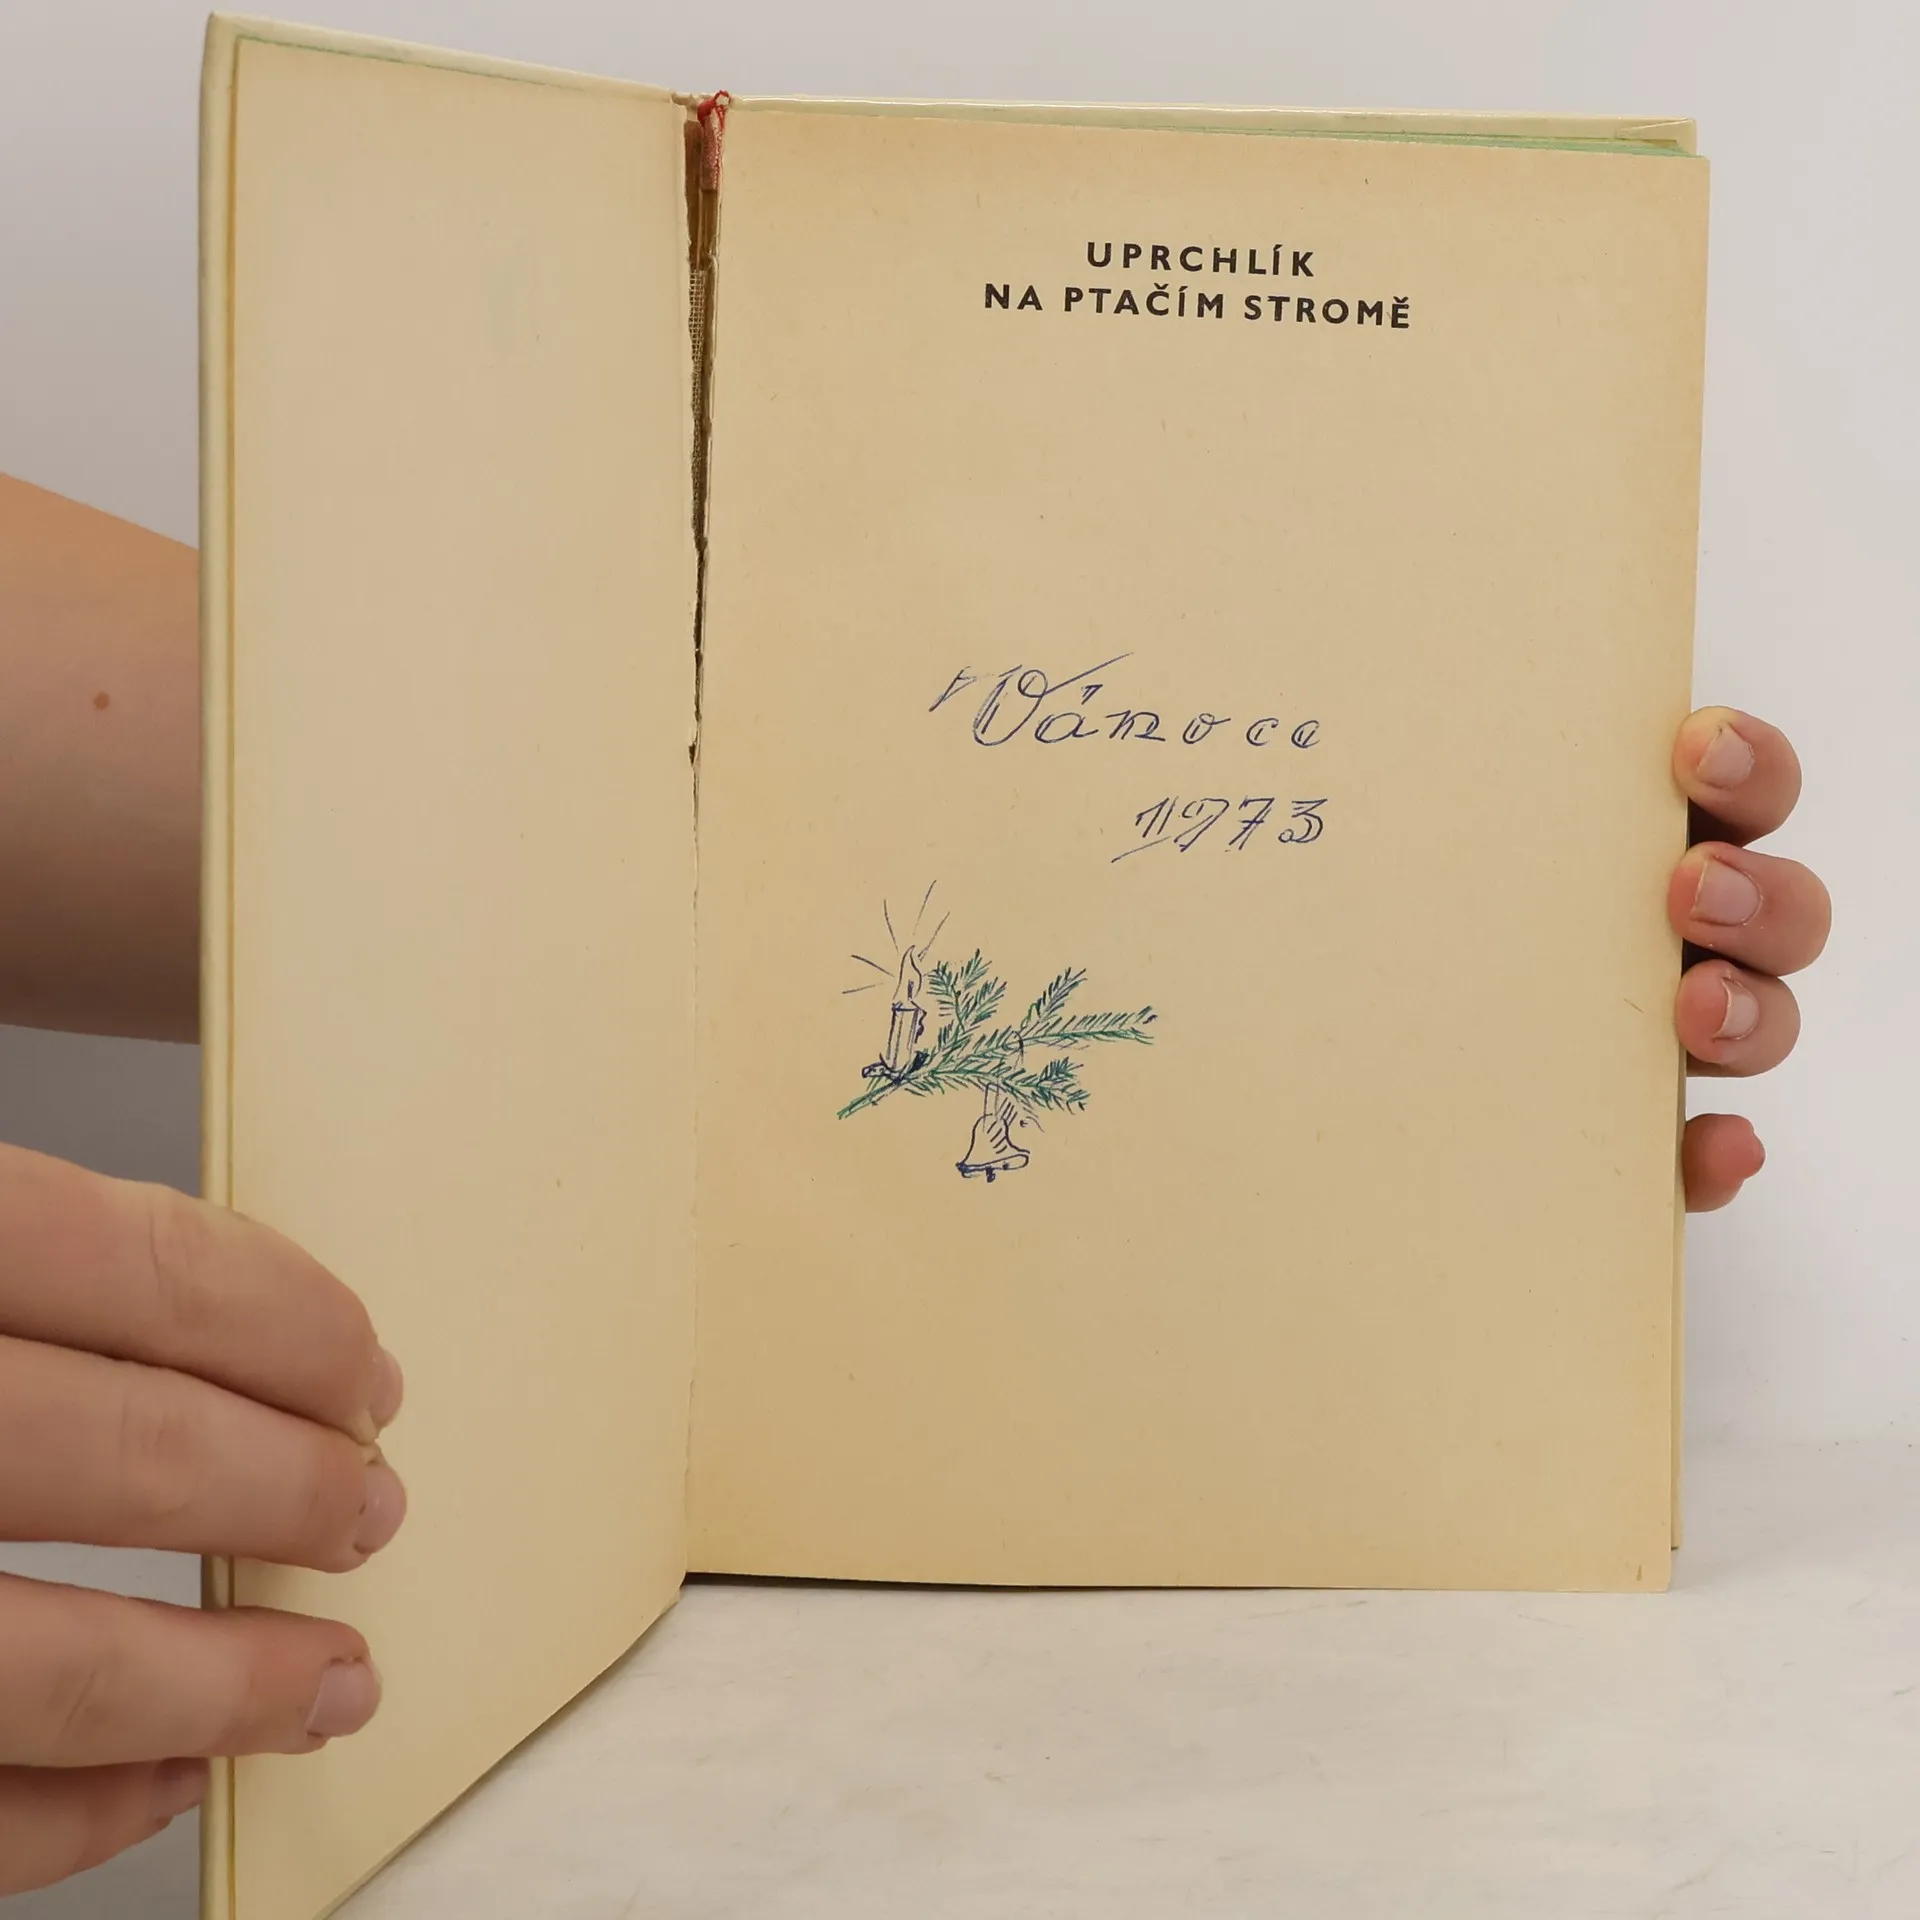 UPRCHLÍK
NA PTAČÍM STROMĚ
Vánoce
1973